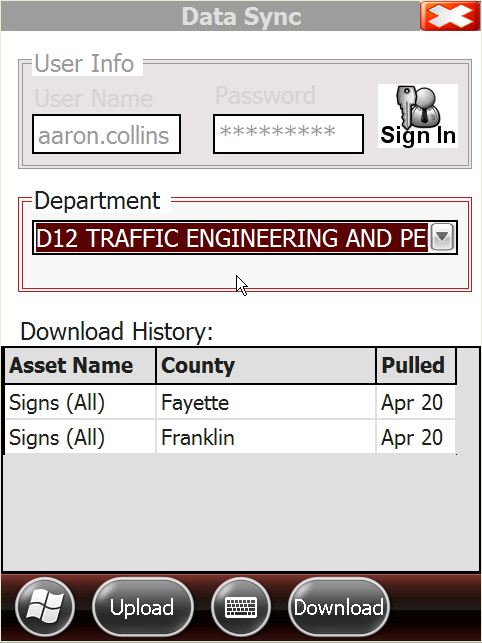 Data Sync
User Info
User Name Password
aaron.collins ********* Sign In
Department
D12 TRAFFIC ENGINEERING AND PE
Download History:
Asset Name County Pulled
Signs (All) Fayette Apr 20
Signs (All) Franklin Apr 20
Upload Download